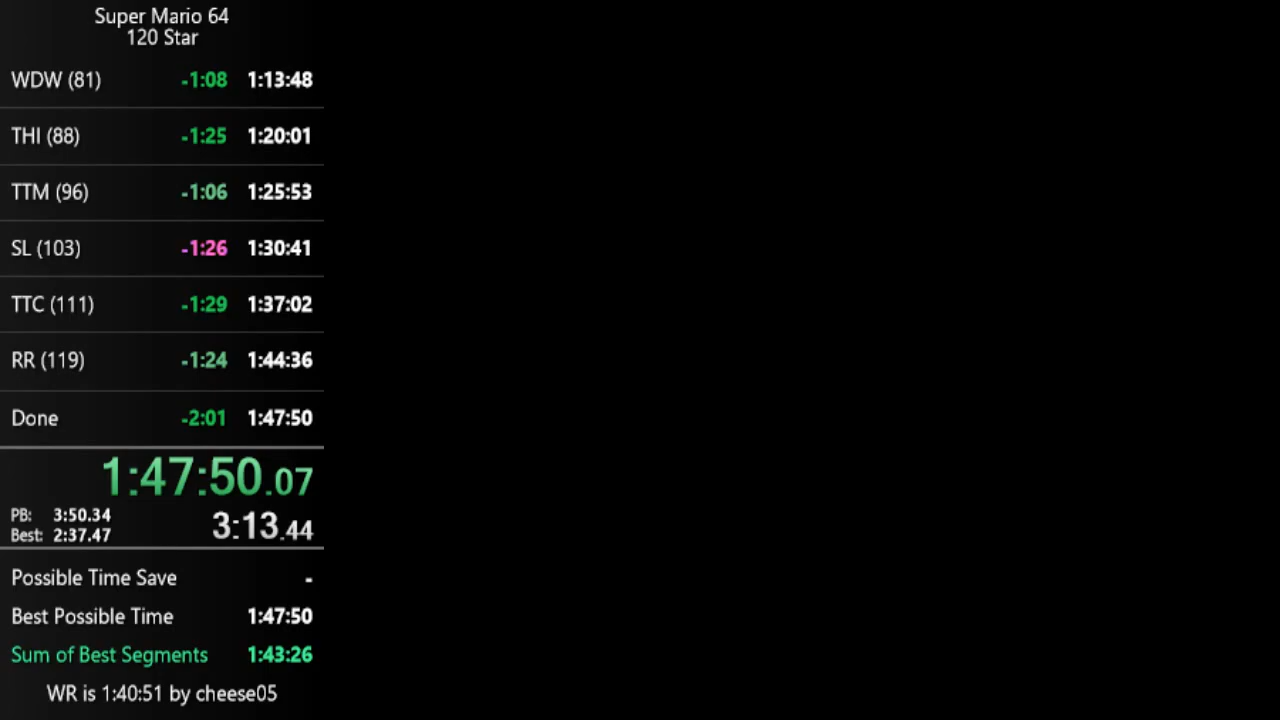 Super Mario 64
120 Star
WDW (81) -1:08 1:13:48
THI (88) -1:25 1:20:01
TTM (96) -1:06 1:25:53
SL (103) -1:26 1:30:41
TTC (111) -1:29 1:37:02
RR (119) -1:24 1:44:36
Done -2:01 1:47:50
1:47:50.07
PB: 3:50.34
Best: 2:37.47
3:13.44
Possible Time Save -
Best Possible Time 1:47:50
Sum of Best Segments 1:43:26
WR is 1:40:51 by cheese05